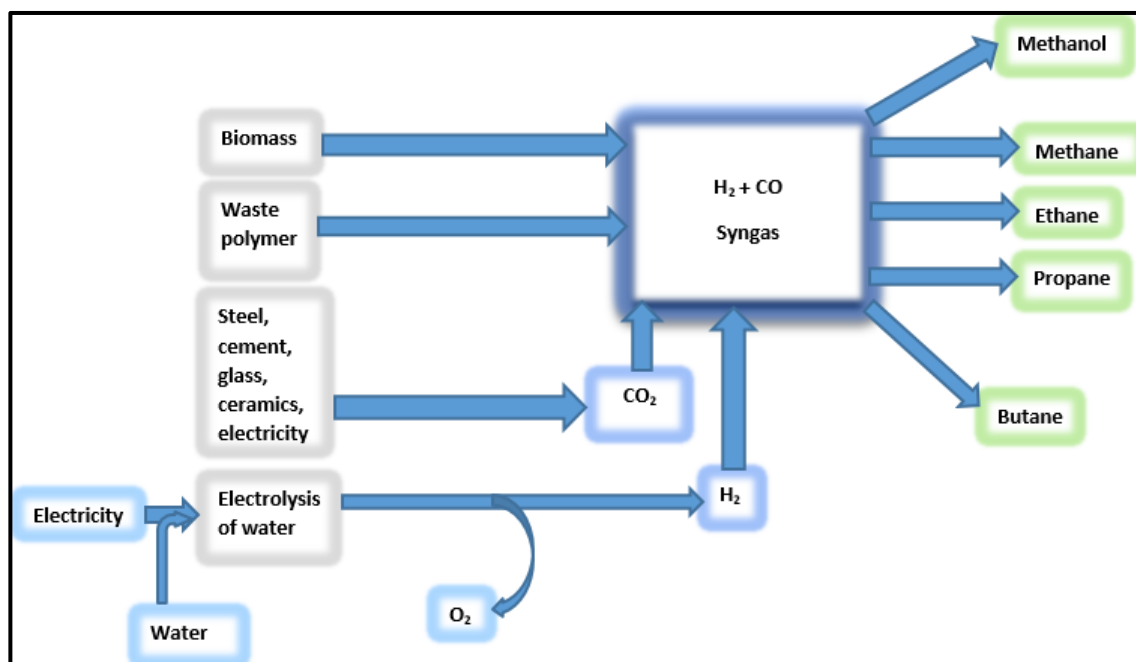 Methanol
Biomass
Methane
H₂ + CO
Syngas
Waste
polymer
Ethane
Propane
Steel,
cement,
glass,
ceramics,
electricity
CO₂
Butane
Electricity
Electrolysis
of water
H₂
O₂
Water